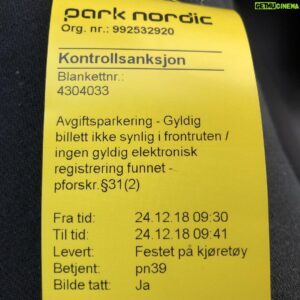 park nordic
Org. nr.: 992532920
Kontrollsanksjon
Blankettnr.:
4304033
Avgiftsparkering - Gyldig
billett ikke synlig i frontruten /
ingen gyldig elektronisk
registrering funnet -
pforskr.§31(2)
Fra tid: 24.12.18 09:30
Til tid: 24.12.18 09:41
Levert: Festet på kjøretøy
Betjent: pn39
Bilde tatt: Ja
GETHUCINEMA